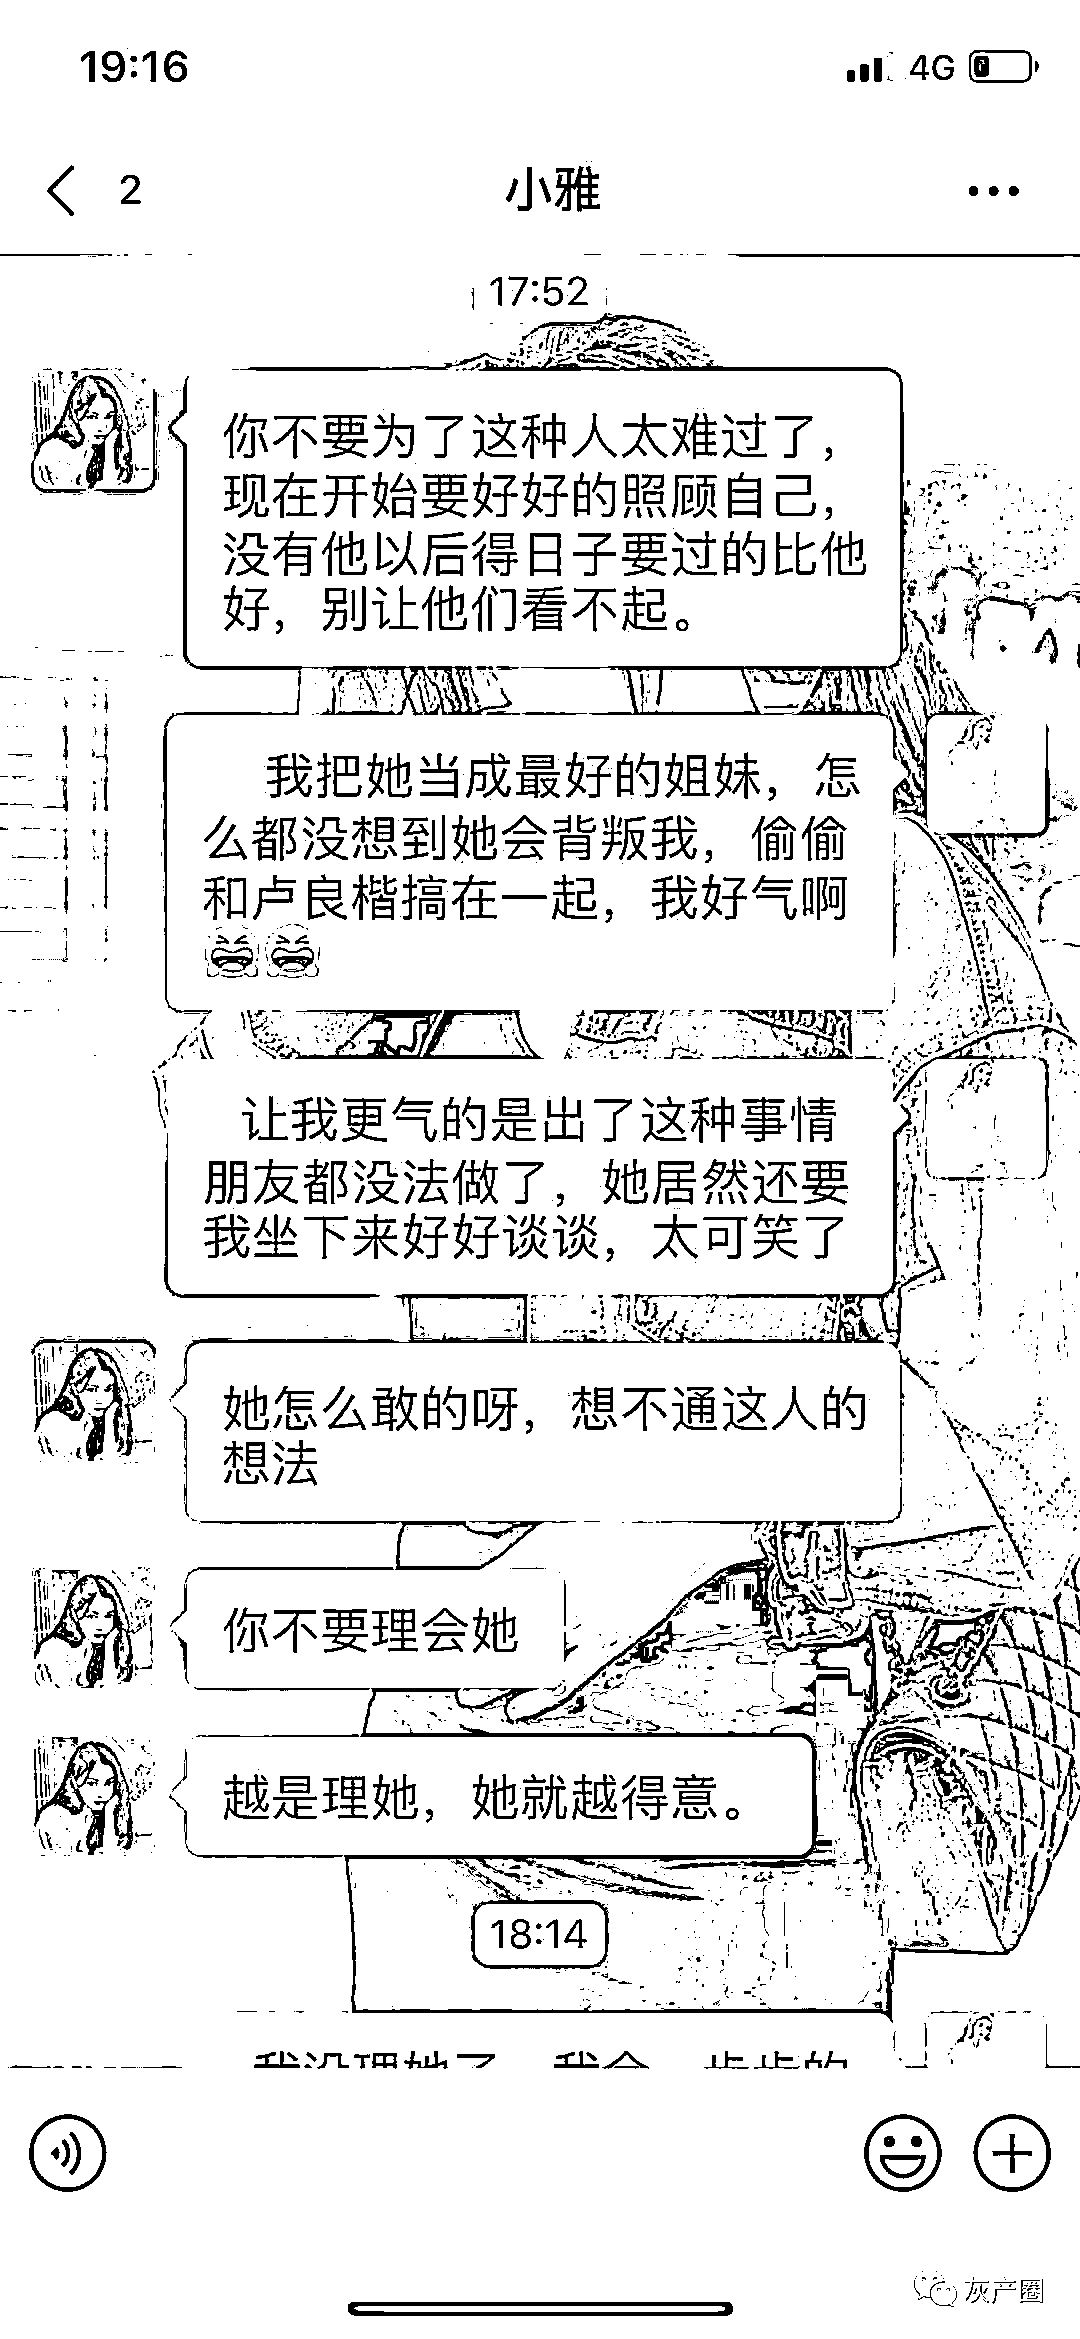 19:16
4G
2
小雅
17:52
你不要为了这种人太难过了，
现在开始要好好的照顾自己，
没有他以后得日子要过的比他
好，别让他们看不起。
我把她当成最好的姐妹，怎
么都没想到她会背叛我，偷偷
和卢良楷搞在一起，我好气啊
让我更气的是出了这种事情
朋友都没法做了，她居然还要
我坐下来好好谈谈，太可笑了
她怎么敢的呀，想不通这人的
想法
你不要理会她
越是理她，她就越得意。
18:14
灰产圈